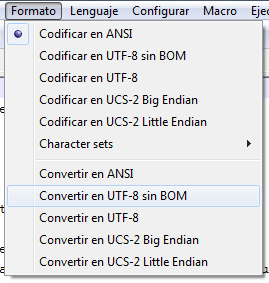 Formato Lenguaje Configurar Macro Ejec
Codificar en ANSI
Codificar en UTF-8 sin BOM
Codificar en UTF-8
Codificar en UCS-2 Big Endian
Codificar en UCS-2 Little Endian
Character sets
Convertir en ANSI
Convertir en UTF-8 sin BOM
Convertir en UTF-8
Convertir en UCS-2 Big Endian
Convertir en UCS-2 Little Endian